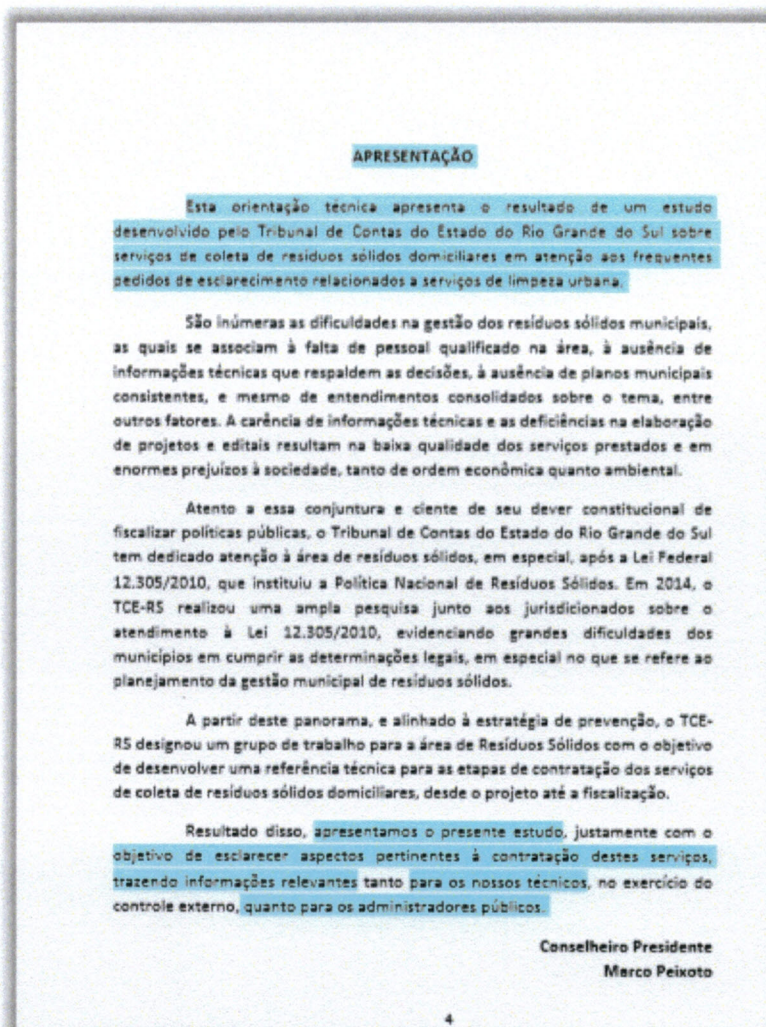 APRESENTAÇÃO
Esta orientação técnica apresenta o resultado de um estudo
desenvolvido pelo Tribunal de Contas do Estado do Rio Grande do Sul sobre
serviços de coleta de resíduos sólidos domiciliares em atenção aos frequentes
pedidos de esclarecimento relacionados a serviços de limpeza urbana.
São inúmeras as dificuldades na gestão dos resíduos sólidos municipais,
as quais se associam à falta de pessoal qualificado na área, à ausência de
informações técnicas que respaldem as decisões, à ausência de planos municipais
consistentes, e mesmo de entendimentos consolidados sobre o tema, entre
outros fatores. A carência de informações técnicas e as deficiências na elaboração
de projetos e editais resultam na baixa qualidade dos serviços prestados e em
enormes prejuízos à sociedade, tanto de ordem econômica quanto ambiental.
Atento a essa conjuntura e ciente de seu dever constitucional de
fiscalizar políticas públicas, o Tribunal de Contas do Estado do Rio Grande do Sul
tem dedicado atenção à área de resíduos sólidos, em especial, após a Lei Federal
12.305/2010, que instituiu a Política Nacional de Resíduos Sólidos. Em 2014, o
TCE-RS realizou uma ampla pesquisa junto aos jurisdicionados sobre o
atendimento à Lei 12.305/2010, evidenciando grandes dificuldades dos
municípios em cumprir as determinações legais, em especial no que se refere ao
planejamento da gestão municipal de resíduos sólidos.
A partir deste panorama, e alinhado à estratégia de prevenção, o TCE-
RS designou um grupo de trabalho para a área de Resíduos Sólidos com o objetivo
de desenvolver uma referência técnica para as etapas de contratação dos serviços
de coleta de resíduos sólidos domiciliares, desde o projeto até a fiscalização.
Resultado disso, apresentamos o presente estudo, justamente com o
objetivo de esclarecer aspectos pertinentes à contratação destes serviços,
trazendo informações relevantes tanto para os nossos técnicos, no exercício do
controle externo, quanto para os administradores públicos.
Conselheiro Presidente
Marco Peixoto
4